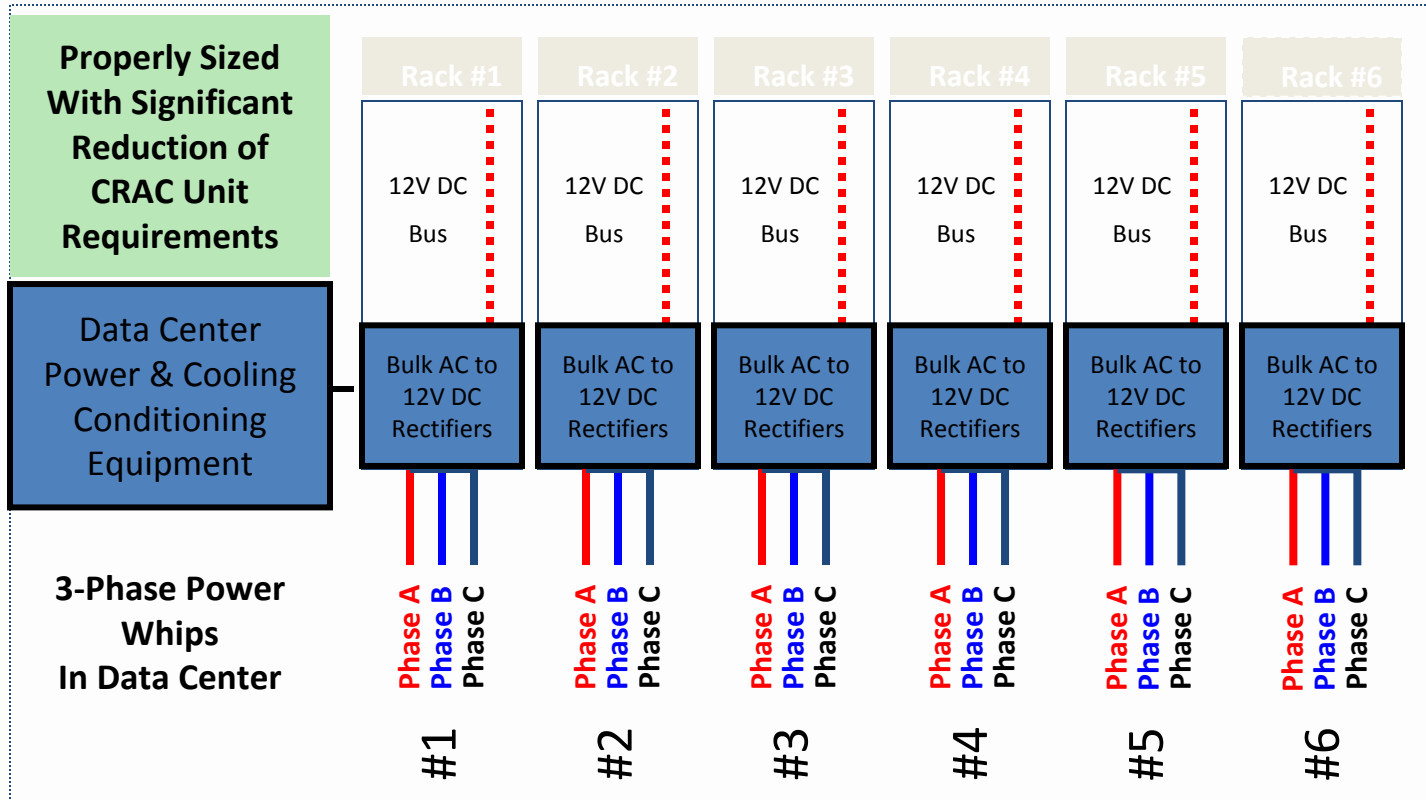 Properly Sized
With Significant
Reduction of
CRAC Unit
Requirements
Data Center
Power & Cooling
Conditioning
Equipment
3-Phase Power
Whips
In Data Center
Rack #1
12V DC
Bus
Bulk AC to
12V DC
Rectifiers
Phase A
Phase B
Phase C
#1
Rack #2
12V DC
Bus
Bulk AC to
12V DC
Rectifiers
Phase A
Phase B
Phase C
#2
Rack #3
12V DC
Bus
Bulk AC to
12V DC
Rectifiers
Phase A
Phase B
Phase C
#3
Rack #4
12V DC
Bus
Bulk AC to
12V DC
Rectifiers
Phase A
Phase B
Phase C
#4
Rack #5
12V DC
Bus
Bulk AC to
12V DC
Rectifiers
Phase A
Phase B
Phase C
#5
Rack #6
12V DC
Bus
Bulk AC to
12V DC
Rectifiers
Phase A
Phase B
Phase C
#6